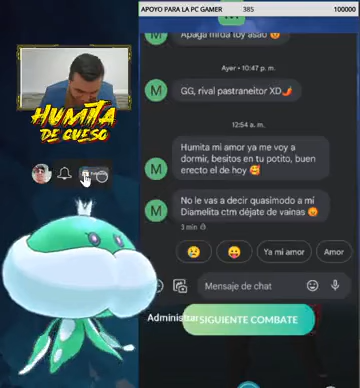 APOYO PARA LA PC GAMER 385 100000
Apaga mrda toy asao 😡
Ayer • 10:47 p. m.
M
GG, rival pastraneitor XD🌶️
12:54 a. m.
Humita mi amor ya me voy a
dormir, besitos en tu potito, buen
erecto el de hoy 🥰
M
No le vas a decir quasimodo a mi
Diamelita ctm déjate de vainas 😡
3 min
😢 😛 Ya mi amor Amor
Mensaje de chat
Administrar
SIGUIENTE COMBATE
HUMITA
DE QUESO